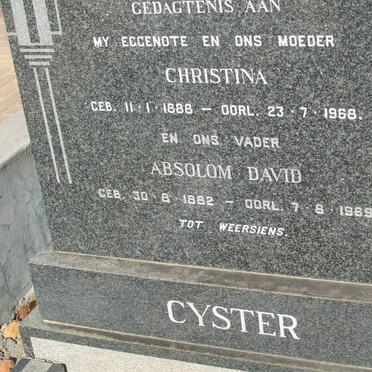 GEDAGTENIS AAN
MY EGGENOTE EN ONS MOEDER
CHRISTINA
GEB. 11·1·1888 — OORL. 23·7·1968.
EN ONS VADER
ABSOLOM DAVID
GEB. 30·8·1882 — OORL. 7·8·1969
TOT WEERSIENS.
CYSTER